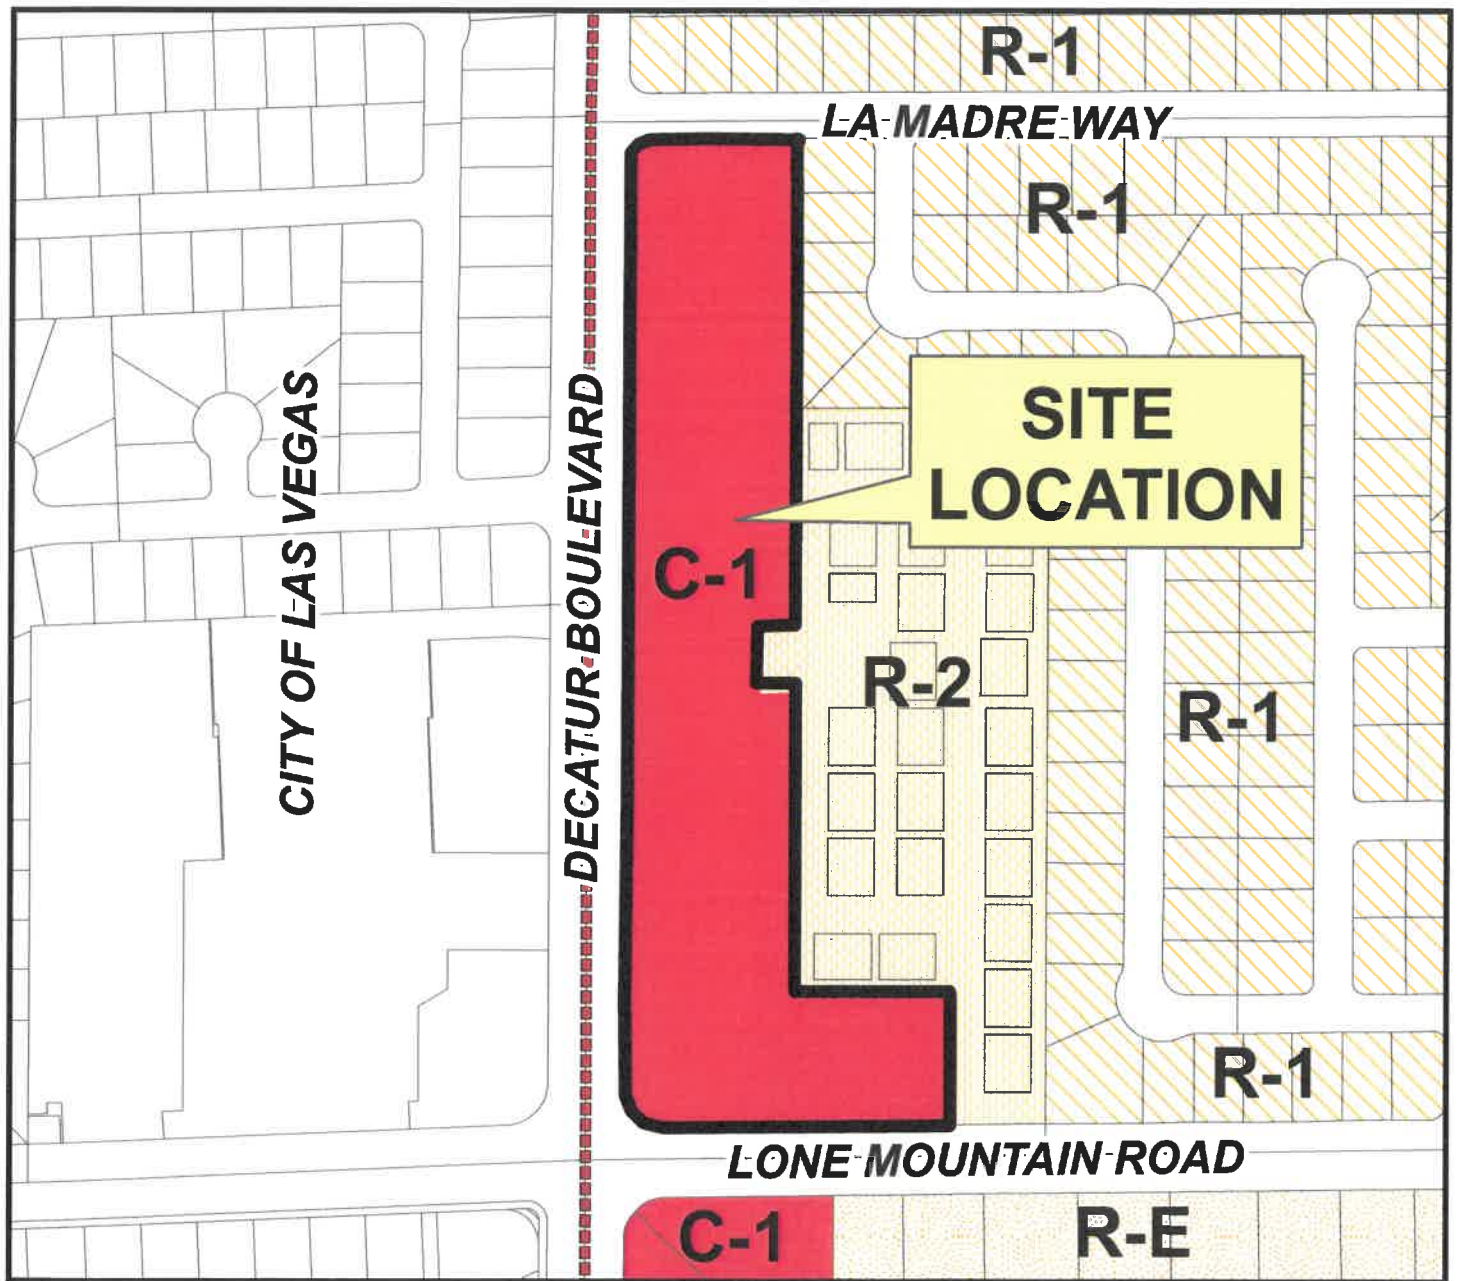 R-1
LA MADRE WAY
R-1
SITE
LOCATION
CITY OF LAS VEGAS
DECATUR BOULEVARD
C-1
R-2
R-1
R-1
LONE MOUNTAIN ROAD
C-1
R-E